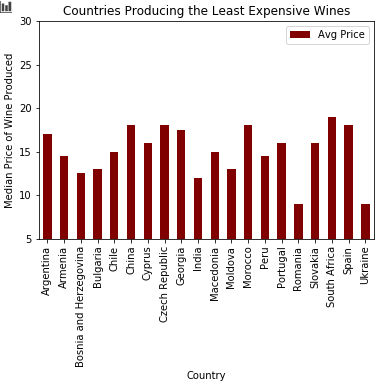 Countries Producing the Least Expensive Wines
Avg Price
Median Price of Wine Produced
30
25
20
15
10
5
Argentina
Armenia
Bosnia and Herzegovina
Bulgaria
Chile
China
Cyprus
Czech Republic
Georgia
India
Macedonia
Moldova
Morocco
Peru
Portugal
Romania
Slovakia
South Africa
Spain
Ukraine
Country